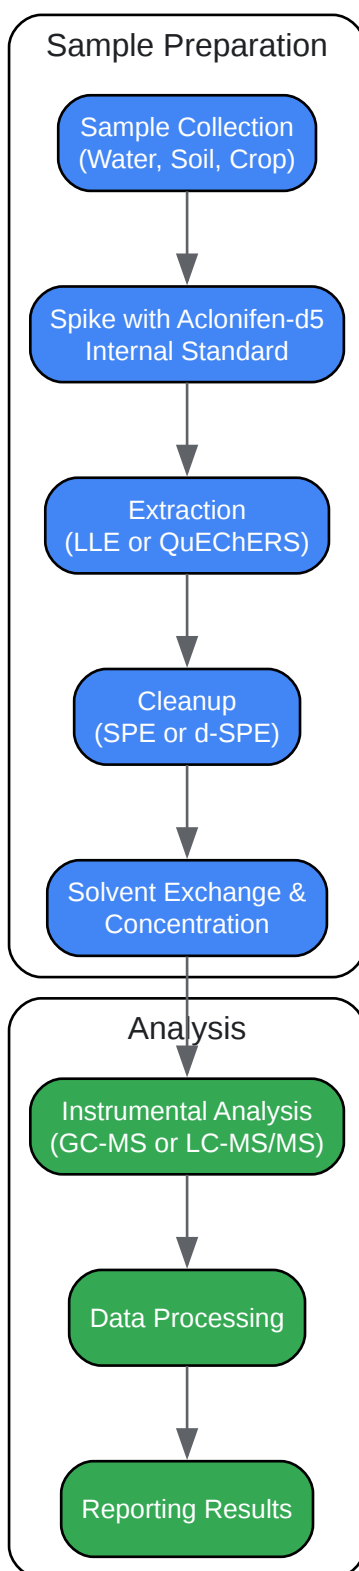 Sample Preparation
Sample Collection
(Water, Soil, Crop)
Spike with Aclonifen-d5
Internal Standard
Extraction
(LLE or QuEChERS)
Cleanup
(SPE or d-SPE)
Solvent Exchange &
Concentration
Analysis
Instrumental Analysis
(GC-MS or LC-MS/MS)
Data Processing
Reporting Results